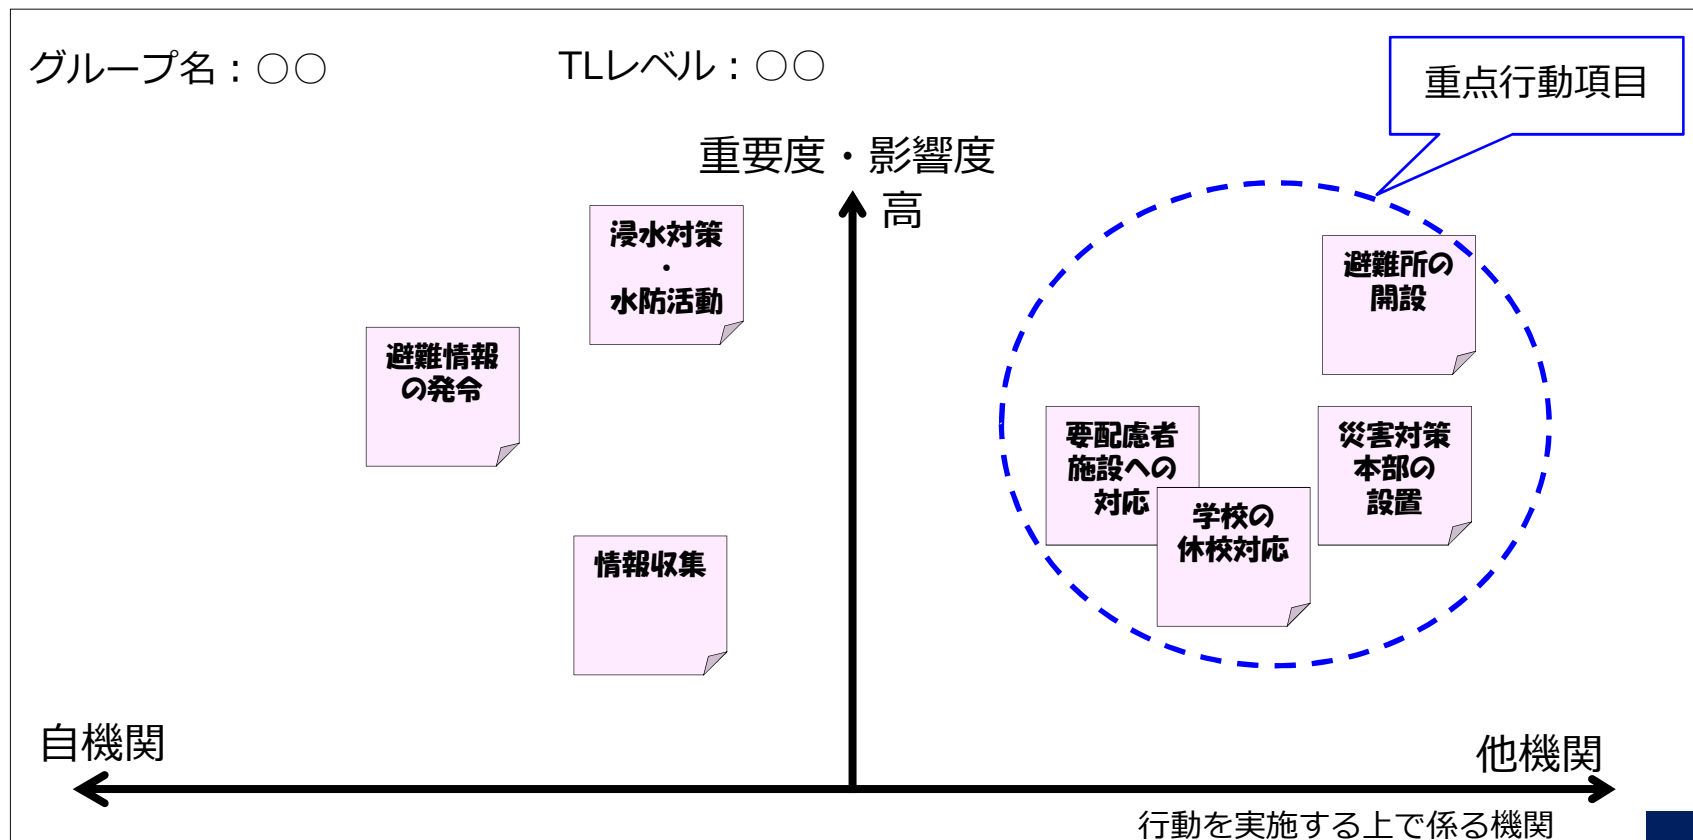 グループ名：○○
TLレベル：○○
重点行動項目
重要度・影響度
高
浸水対策
・
水防活動
避難所の
開設
避難情報
の発令
要配慮者
施設への
対応
災害対策
本部の
設置
学校の
休校対応
情報収集
自機関
他機関
行動を実施する上で係る機関